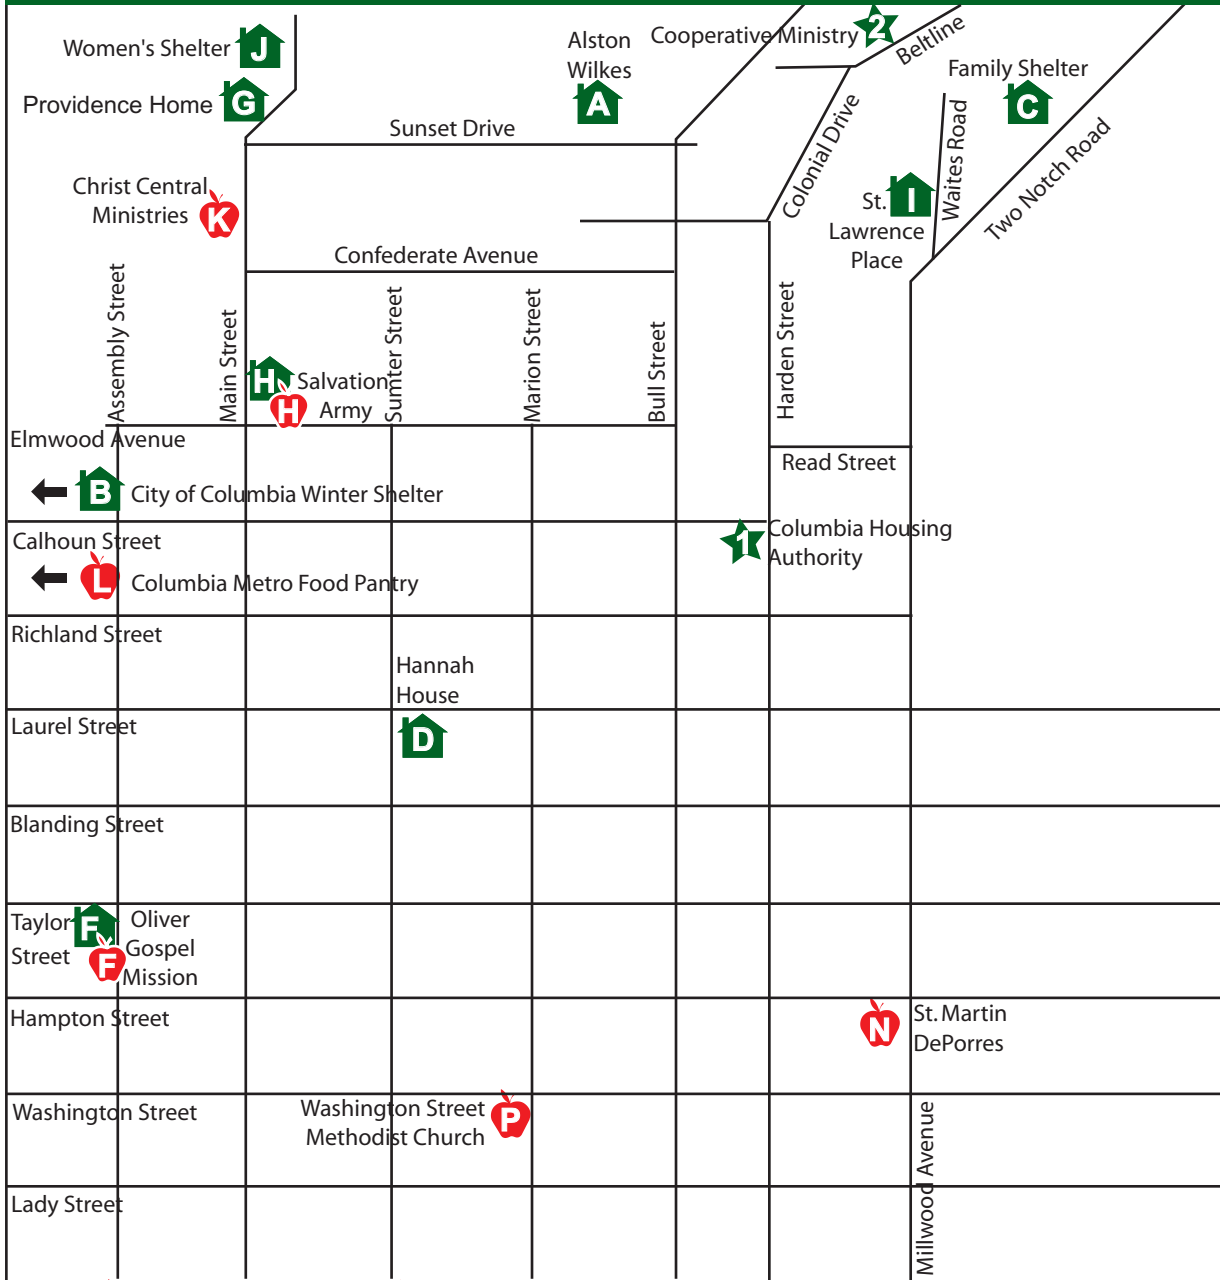 Women's Shelter
J
Alston
Wilkes
A
Cooperative Ministry
2
Beltline
Family Shelter
C
Providence Home
G
Sunset Drive
Colonial Drive
Waites Road
Two Notch Road
Christ Central
Ministries
K
St.
I
Lawrence
Place
Confederate Avenue
Assembly Street
Main Street
Sumter Street
Marion Street
Bull Street
Harden Street
H
Salvation
Army
H
Elmwood Avenue
Read Street
B
City of Columbia Winter Shelter
Calhoun Street
1
Columbia Housing
Authority
L
Columbia Metro Food Pantry
Richland Street
Hannah
House
Laurel Street
D
Blanding Street
Taylor
Street
F
F
Oliver
Gospel
Mission
Hampton Street
N
St. Martin
DePorres
Washington Street
Washington Street
Methodist Church
P
Millwood Avenue
Lady Street